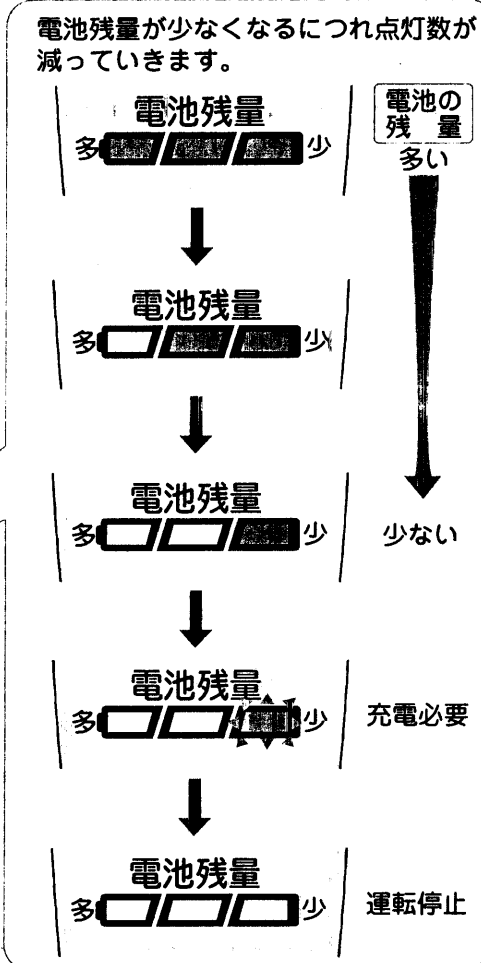 電池残量が少なくなるにつれ点灯数が
減っていきます。
電池の
残 量
電池残量
多 少
多い
電池残量
多 少
電池残量
多 少
少ない
電池残量
多 少
充電必要
電池残量
多 少
運転停止